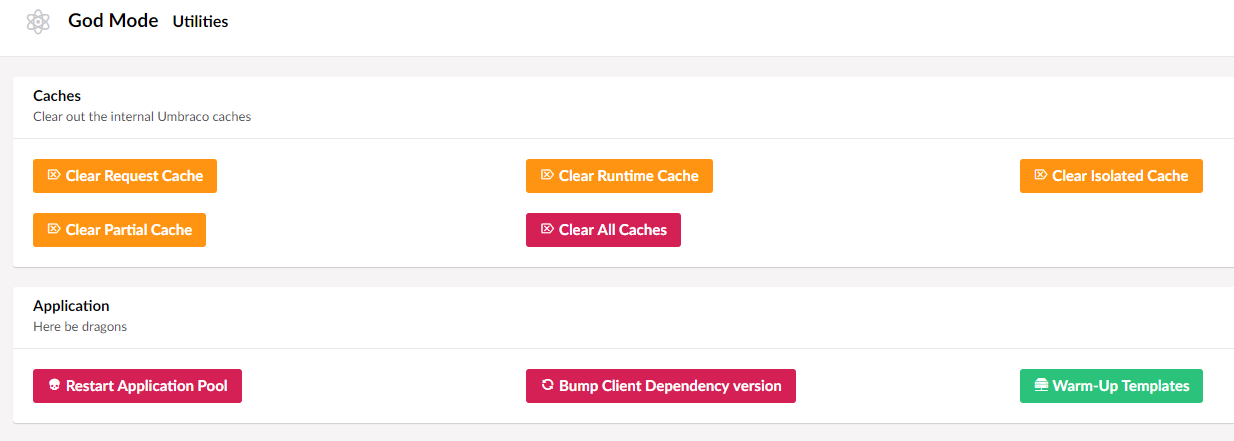 God Mode Utilities
Caches
Clear out the internal Umbraco caches
Clear Request Cache Clear Runtime Cache Clear Isolated Cache
Clear Partial Cache Clear All Caches
Application
Here be dragons
Restart Application Pool Bump Client Dependency version Warm-Up Templates